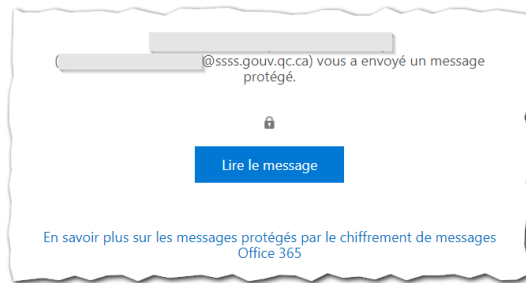 (@ssss.gouv.qc.ca) vous a envoyé un message
protégé.
Lire le message
En savoir plus sur les messages protégés par le chiffrement de messages
Office 365